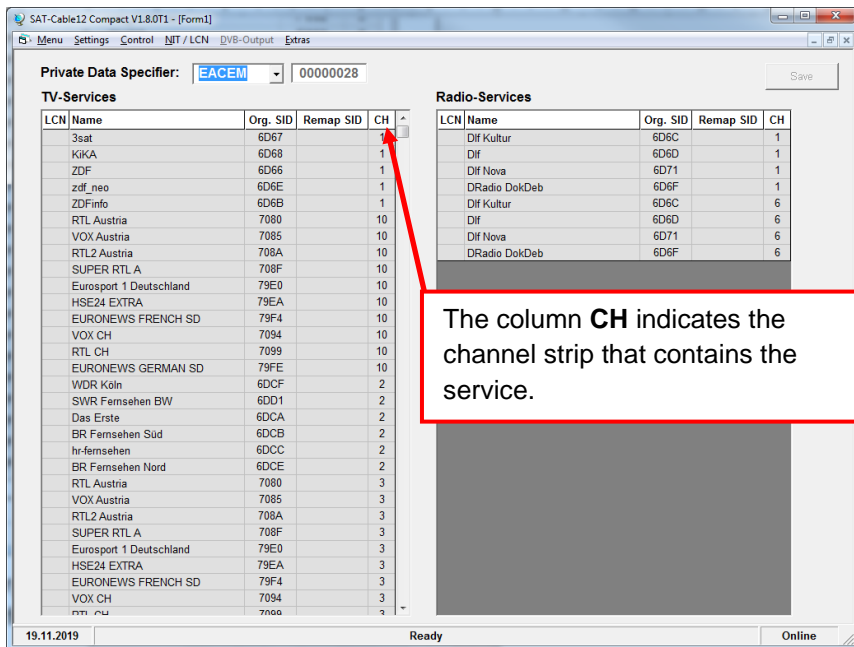 SAT-Cable12 Compact V1.8.0T1 - [Form1]
Menu Settings Control NIT / LCN DVB-Output Extras
Private Data Specifier: EACEM 00000028 Save
TV-Services
LCN Name Org. SID Remap SID CH
3sat 6D67 1
KiKA 6D68 1
ZDF 6D66 1
zdf_neo 6D6E 1
ZDFinfo 6D6B 1
RTL Austria 7080 10
VOX Austria 7085 10
RTL2 Austria 708A 10
SUPER RTL A 708F 10
Eurosport 1 Deutschland 79E0 10
HSE24 EXTRA 79EA 10
EURONEWS FRENCH SD 79F4 10
VOX CH 7094 10
RTL CH 7099 10
EURONEWS GERMAN SD 79FE 10
WDR Köln 6DCF 2
SWR Fernsehen BW 6DD1 2
Das Erste 6DCA 2
BR Fernsehen Süd 6DCB 2
hr-fernsehen 6DCC 2
BR Fernsehen Nord 6DCE 2
RTL Austria 7080 3
VOX Austria 7085 3
RTL2 Austria 708A 3
SUPER RTL A 708F 3
Eurosport 1 Deutschland 79E0 3
HSE24 EXTRA 79EA 3
EURONEWS FRENCH SD 79F4 3
VOX CH 7094 3
RTL CH 7099 3
Radio-Services
LCN Name Org. SID Remap SID CH
Dlf Kultur 6D6C 1
Dlf 6D6D 1
Dlf Nova 6D71 1
DRadio DokDeb 6D6F 1
Dlf Kultur 6D6C 6
Dlf 6D6D 6
Dlf Nova 6D71 6
DRadio DokDeb 6D6F 6
The column CH indicates the
channel strip that contains the
service.
19.11.2019 Ready Online